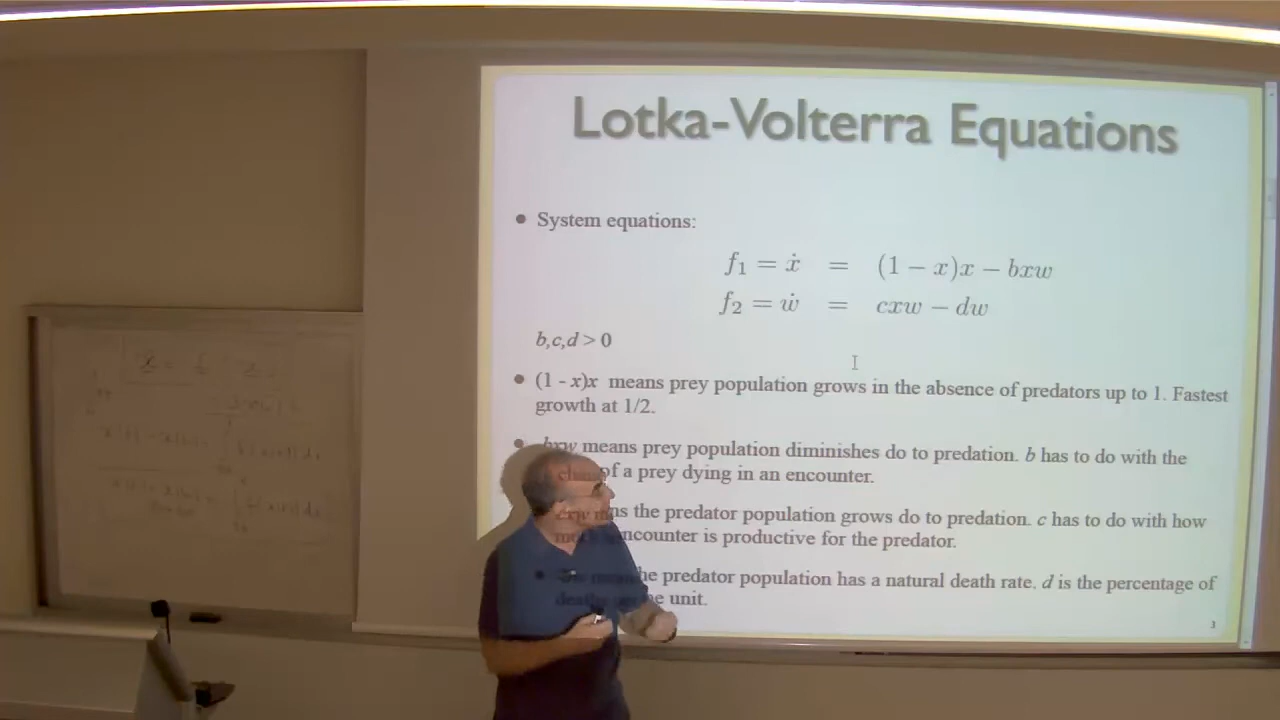 Lotka-Volterra Equations
• System equations:
f₁ = ẋ = (1 − x)x − bxw
f₂ = ẇ = cxw − dw
b,c,d > 0
• (1 - x)x means prey population grows in the absence of predators up to 1. Fastest
growth at 1/2.
• bxw means prey population diminishes do to predation. b has to do with the
of a prey dying in an encounter.
cxw means the predator population grows do to predation. c has to do with how
encounter is productive for the predator.
• the predator population has a natural death rate. d is the percentage of
unit.
3